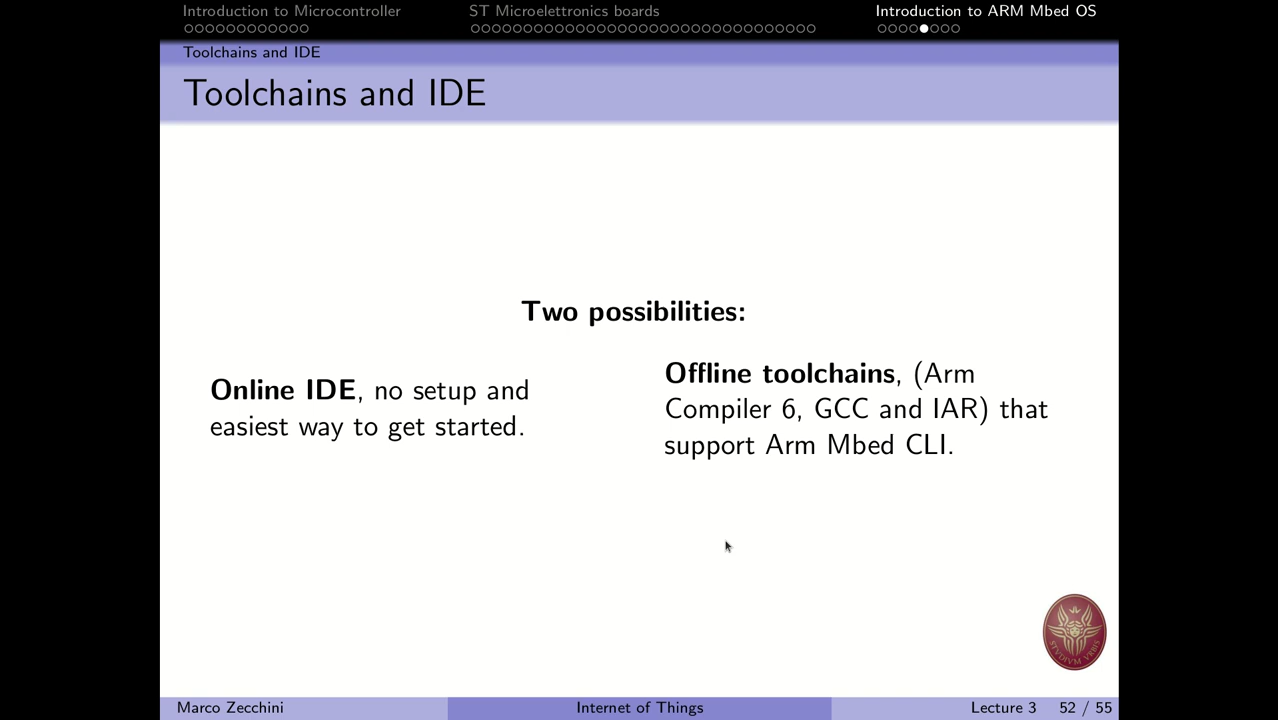 Introduction to Microcontroller
ST Microelettronics boards
Introduction to ARM Mbed OS
Toolchains and IDE
Toolchains and IDE
Two possibilities:
Online IDE, no setup and
easiest way to get started.
Offline toolchains, (Arm
Compiler 6, GCC and IAR) that
support Arm Mbed CLI.
STVDIVM VRBIS
Marco Zecchini
Internet of Things
Lecture 3
52 / 55